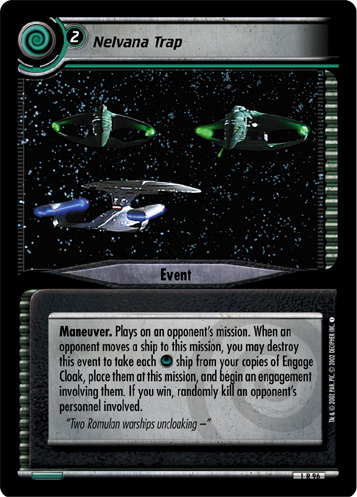 2
Nelvana Trap
Event
Maneuver. Plays on an opponent's mission. When an
opponent moves a ship to this mission, you may destroy
this event to take each ship from your copies of Engage
Cloak, place them at this mission, and begin an engagement
involving them. If you win, randomly kill an opponent's
personnel involved.
"Two Romulan warships uncloaking –"
TM & © 2002 PAR. PIC. © 2002 DECIPHER INC.
1 R 96